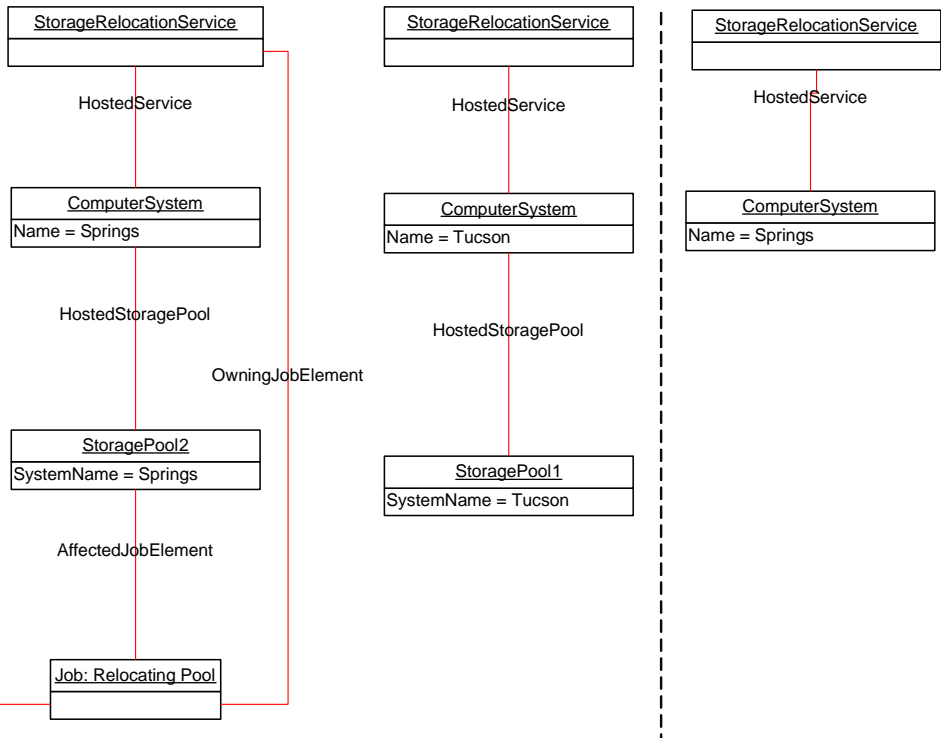 StorageRelocationService
HostedService
ComputerSystem
Name = Springs
HostedStoragePool
OwningJobElement
StoragePool2
SystemName = Springs
AffectedJobElement
Job: Relocating Pool
StorageRelocationService
HostedService
ComputerSystem
Name = Tucson
HostedStoragePool
StoragePool1
SystemName = Tucson
StorageRelocationService
HostedService
ComputerSystem
Name = Springs